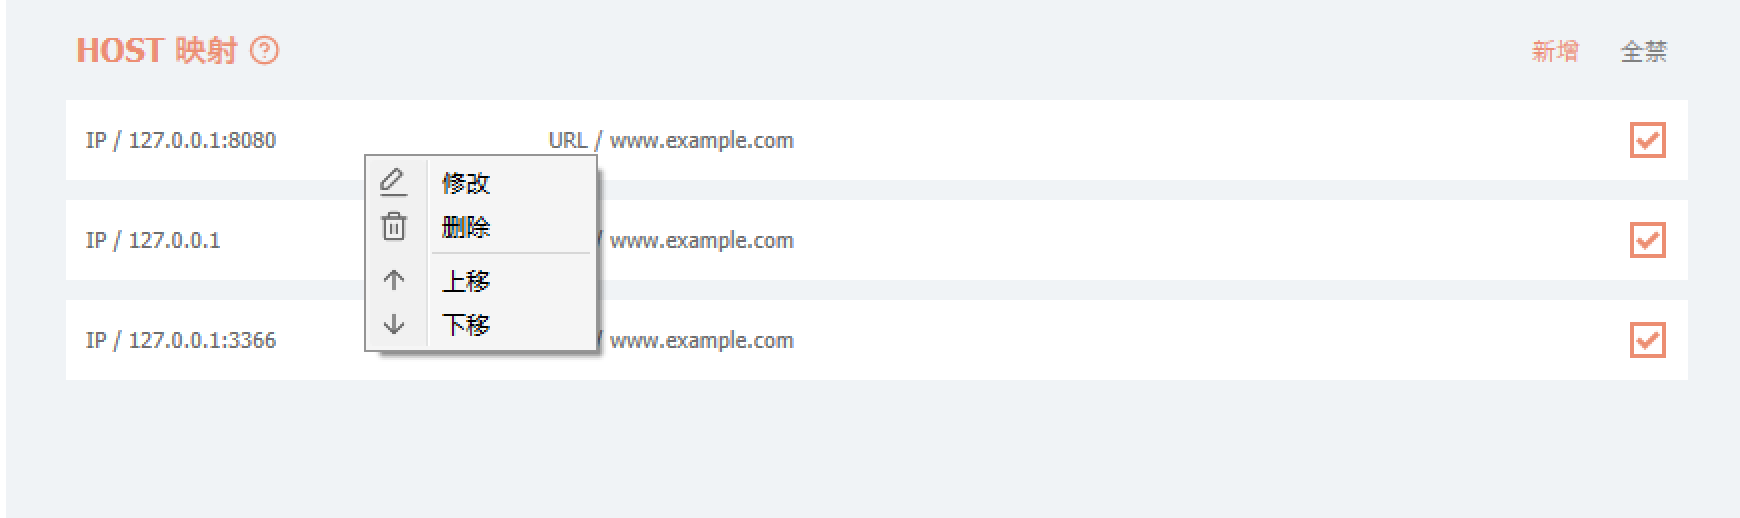 HOST 映射 ?
新增 全禁
IP / 127.0.0.1:8080 URL / www.example.com
修改
删除
IP / 127.0.0.1 / www.example.com
上移
下移
IP / 127.0.0.1:3366 / www.example.com